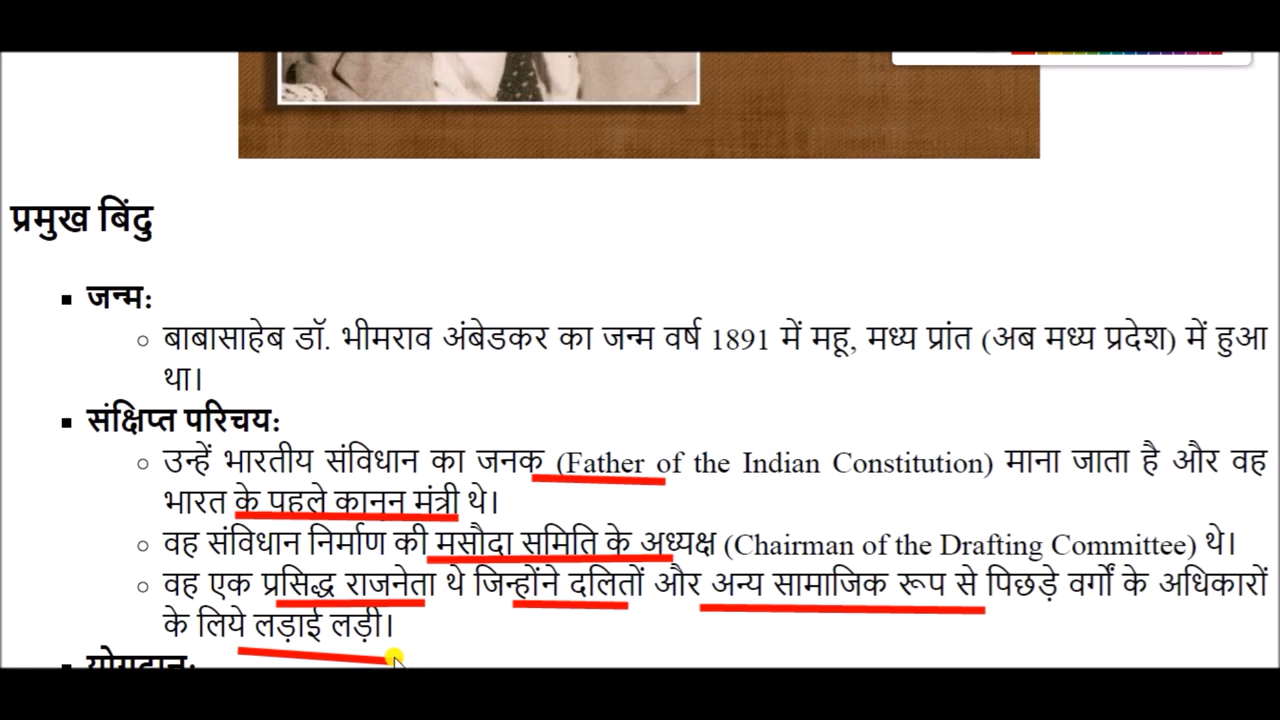 प्रमुख बिंदु
जन्म:
बाबासाहेब डॉ. भीमराव अंबेडकर का जन्म वर्ष 1891 में महू, मध्य प्रांत (अब मध्य प्रदेश) में हुआ
था।
संक्षिप्त परिचय:
उन्हें भारतीय संविधान का जनक (Father of the Indian Constitution) माना जाता है और वह
भारत के पहले कानून मंत्री थे।
वह संविधान निर्माण की मसौदा समिति के अध्यक्ष (Chairman of the Drafting Committee) थे।
वह एक प्रसिद्ध राजनेता थे जिन्होंने दलितों और अन्य सामाजिक रूप से पिछड़े वर्गों के अधिकारों
के लिये लड़ाई लड़ी।
योगदान: